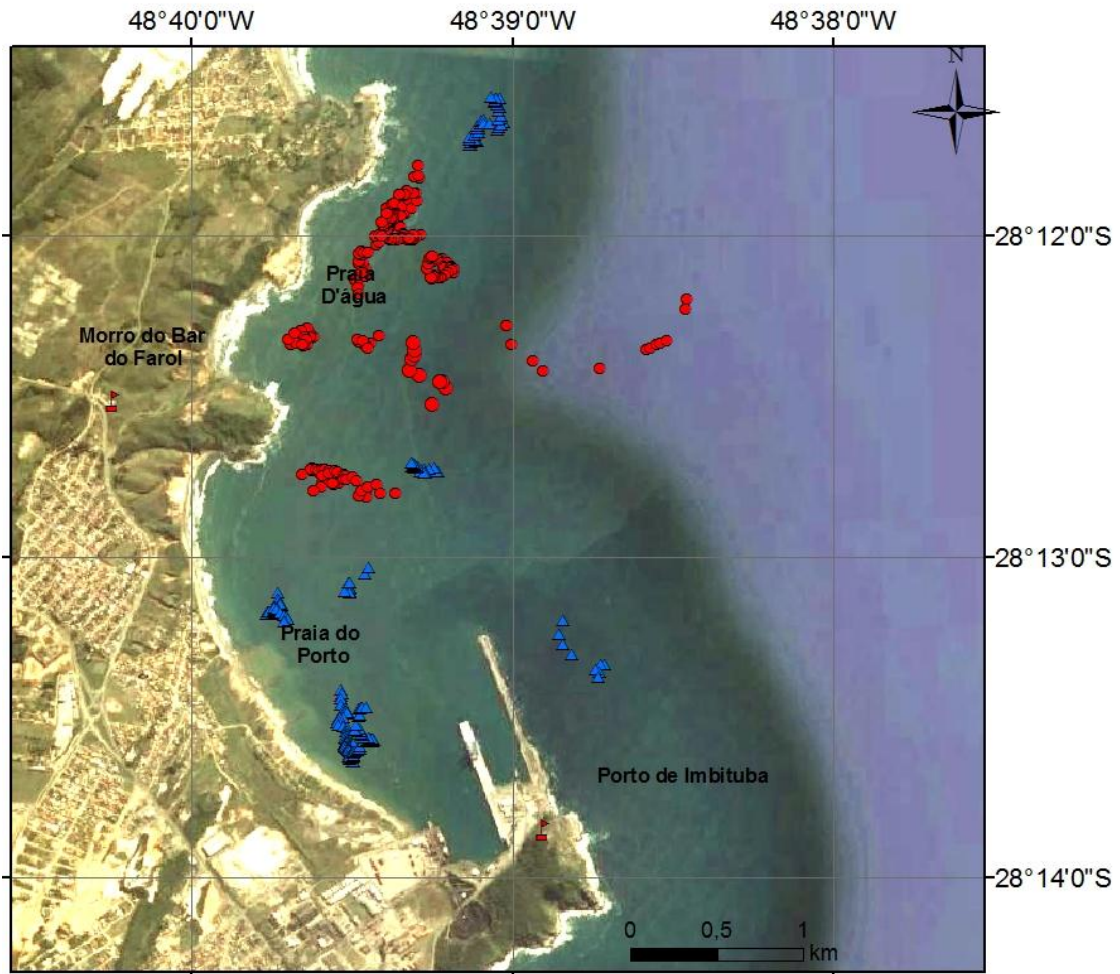 48°40'0"W
48°39'0"W
48°38'0"W
N
28°12'0"S
Praia
D'água
Morro do Bar
do Farol
28°13'0"S
Praia do
Porto
Porto de Imbituba
28°14'0"S
0
0,5
1
km